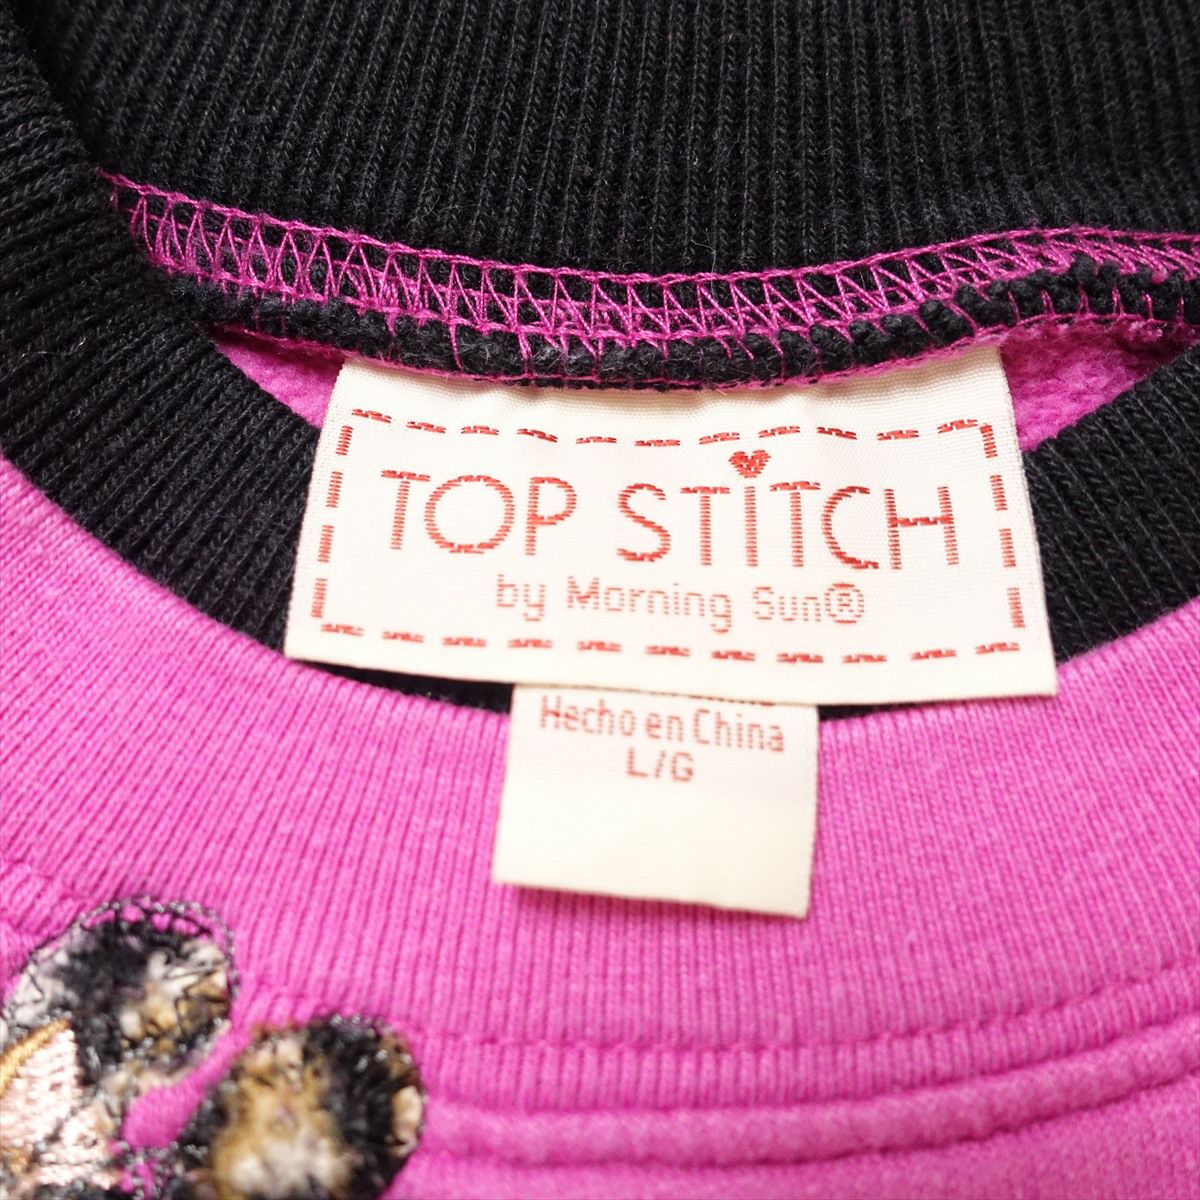 TOP STITCH
by Morning Sun®
Hecho en China
L/G